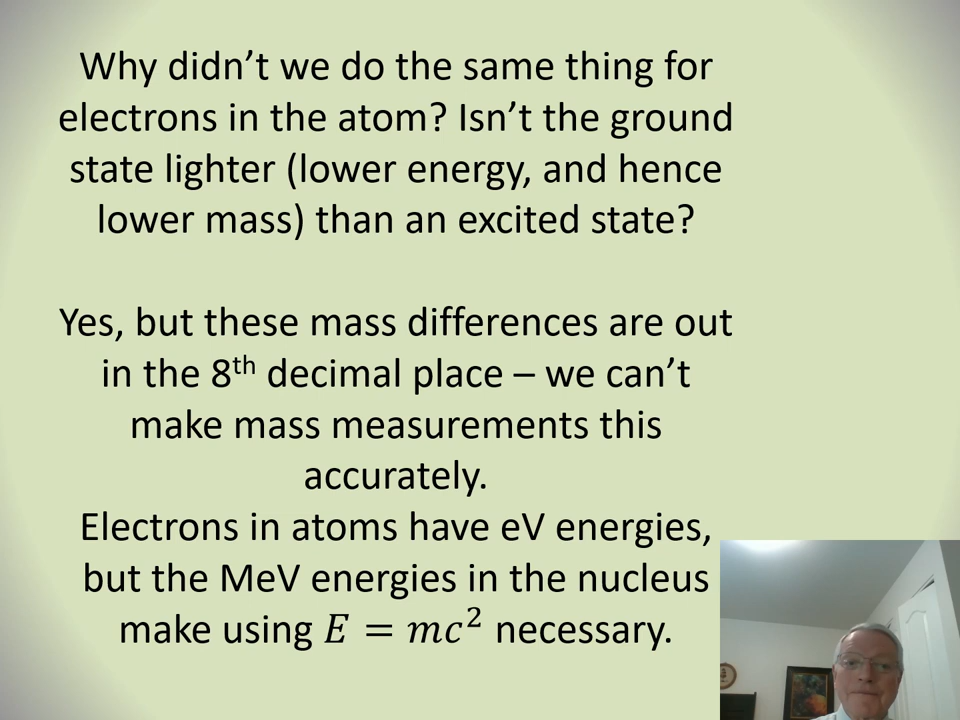 Why didn’t we do the same thing for
electrons in the atom? Isn’t the ground
state lighter (lower energy, and hence
lower mass) than an excited state?
Yes, but these mass differences are out
in the 8th decimal place – we can’t
make mass measurements this
accurately.
Electrons in atoms have eV energies,
but the MeV energies in the nucleus
make using E = mc² necessary.